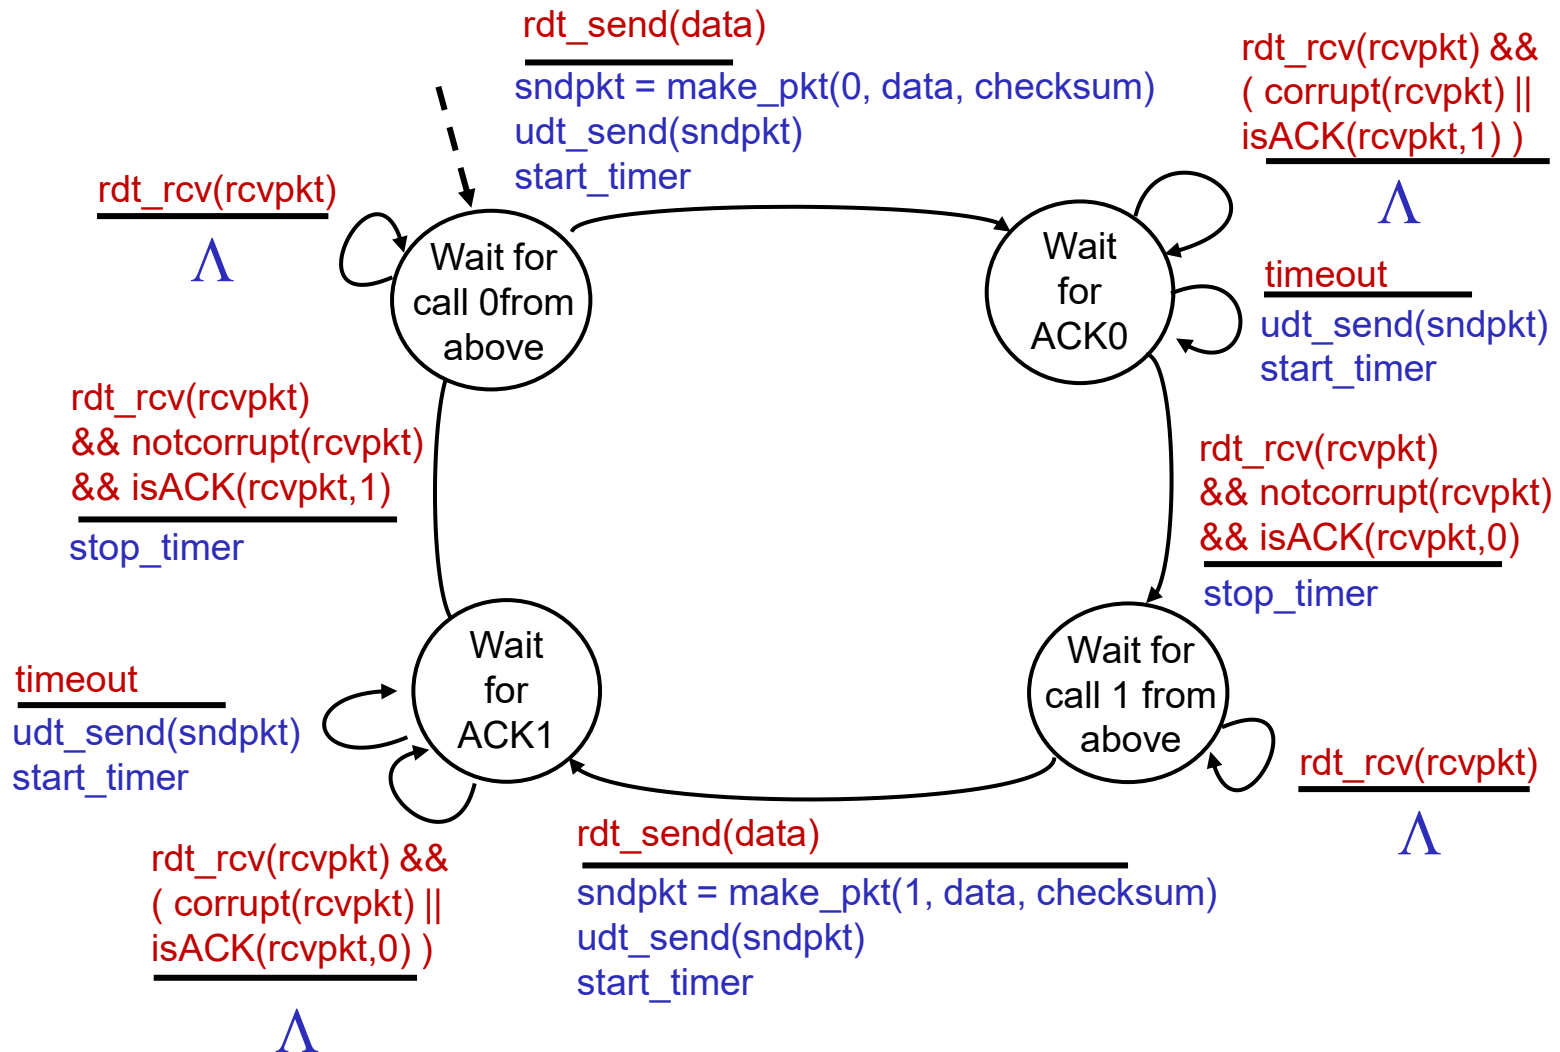 rdt_send(data)
sndpkt = make_pkt(0, data, checksum)
udt_send(sndpkt)
start_timer
rdt_rcv(rcvpkt) &&
( corrupt(rcvpkt) ||
isACK(rcvpkt,1) )
Λ
rdt_rcv(rcvpkt)
Λ
Wait for
call 0from
above
Wait
for
ACK0
timeout
udt_send(sndpkt)
start_timer
rdt_rcv(rcvpkt)
&& notcorrupt(rcvpkt)
&& isACK(rcvpkt,1)
stop_timer
rdt_rcv(rcvpkt)
&& notcorrupt(rcvpkt)
&& isACK(rcvpkt,0)
stop_timer
Wait
for
ACK1
Wait for
call 1 from
above
timeout
udt_send(sndpkt)
start_timer
rdt_rcv(rcvpkt)
Λ
rdt_rcv(rcvpkt) &&
( corrupt(rcvpkt) ||
isACK(rcvpkt,0) )
Λ
rdt_send(data)
sndpkt = make_pkt(1, data, checksum)
udt_send(sndpkt)
start_timer